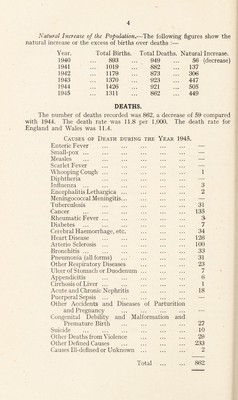 4
Natural Increase of the Population.—The following figures show the
natural increase or the excess of births over deaths :—
Year. Total Births. Total Deaths. Natural Increase.
1940 ... 893 ... 949 ... 56 (decrease)
1941 ... 1019 ... 882 ... 137
1942 ... 1179 ... 873 ... 306
1943 ... 1370 ... 923 ... 447
1944 ... 1426 ... 921 ... 505
1945 ... 1311 ... 862 ... 449
DEATHS.
The number of deaths recorded was 862, a decrease of 59 compared
with 1944. The death rate was 11.8 per 1,000. The death rate for
England and Wales was 11.4.
Causes of Death during the Year 1945.
Enteric Fever ... —
Small-pox ... —
Measles ... —
Scarlet Fever ... —
Whooping Cough ... 1
Diphtheria ... —
Influenza ... 3
Encephalitis Lethargica ... 2
Meningococcal Meningitis... —
Tuberculosis ... 31
Cancer ... 135
Rheumatic Fever ... 3
Diabetes ... 7
Cerebral Haemorrhage, etc. ... 34
Heart Disease ... 126
Arterio Sclerosis ... 100
Bronchitis ... 33
Pneumonia (all forms) ... 31
Other Respiratory Diseases ... 23
Ulcer of Stomach or Duodenum ... 7
Appendicitis ... 6
Cirrhosis of Liver ... 1
Acute and Chronic Nephritis ... 18
Puerperal Sepsis ... —
Other Accidents and Diseases of Parturition
and Pregnancy ... —
Congenital Debility and Malformation and
Premature Birth ... 27
Suicide ... 10
Other Deaths from Violence ... 29
Other Defined Causes ... 233
Causes Ill-defined or Unknown ... 2
Total ... 862